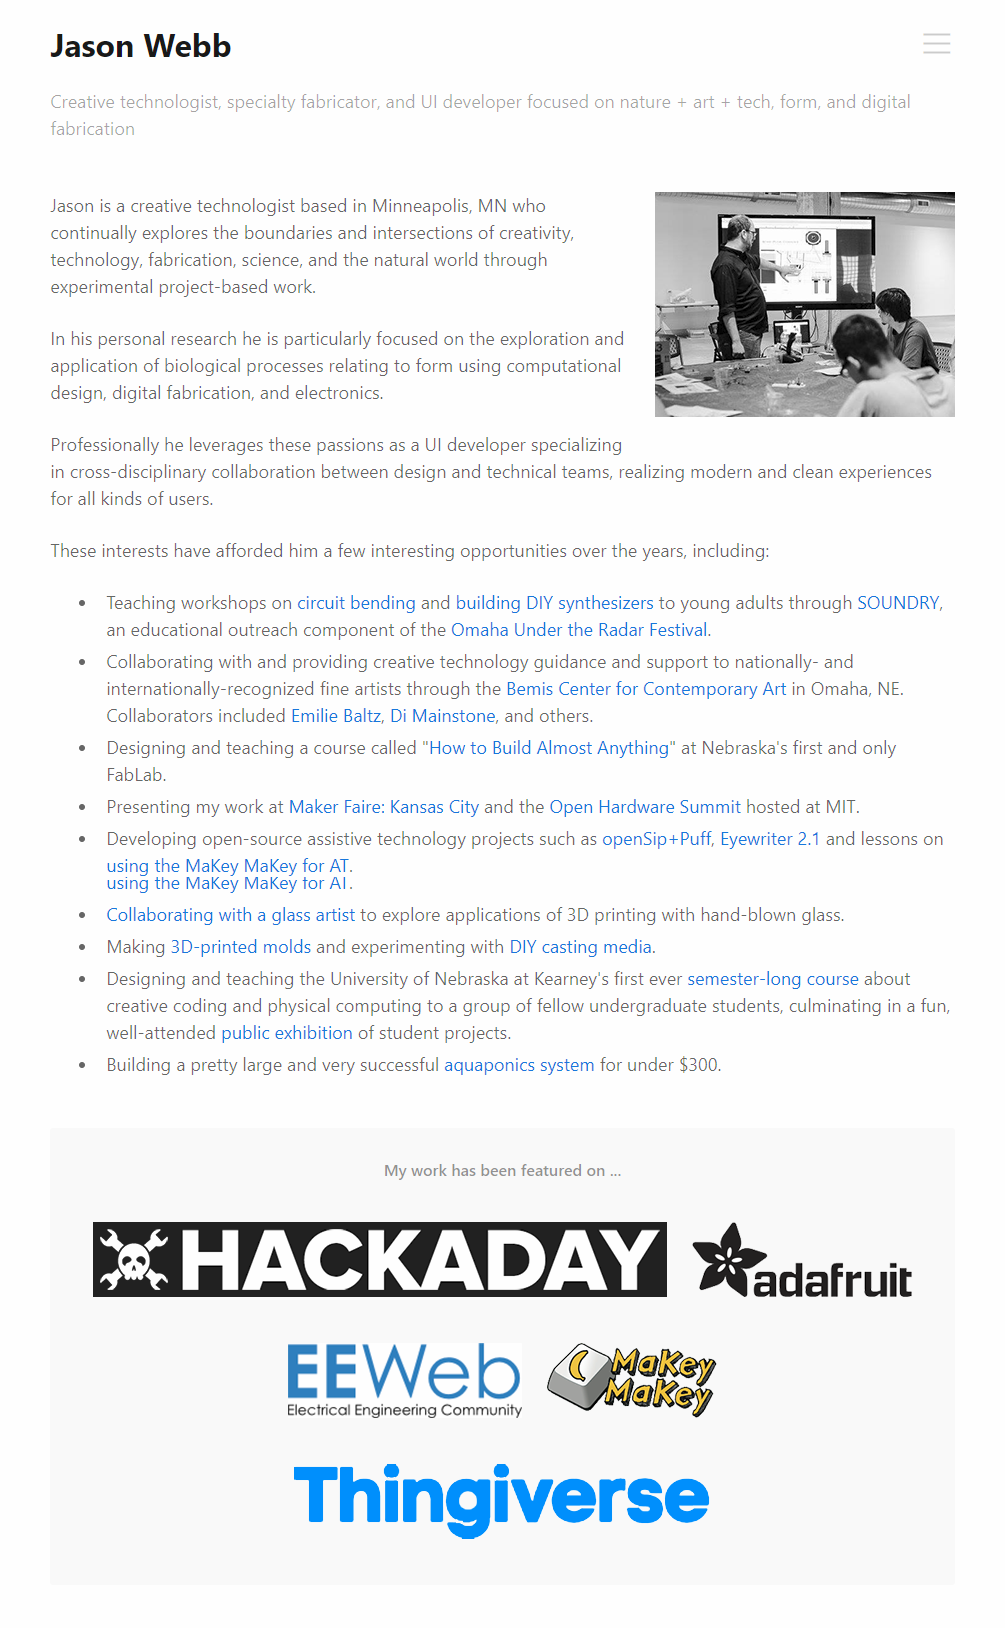 Jason Webb
Creative technologist, specialty fabricator, and UI developer focused on nature + art + tech, form, and digital
fabrication
Jason is a creative technologist based in Minneapolis, MN who
continually explores the boundaries and intersections of creativity,
technology, fabrication, science, and the natural world through
experimental project-based work.
In his personal research he is particularly focused on the exploration and
application of biological processes relating to form using computational
design, digital fabrication, and electronics.
Professionally he leverages these passions as a UI developer specializing
in cross-disciplinary collaboration between design and technical teams, realizing modern and clean experiences
for all kinds of users.
These interests have afforded him a few interesting opportunities over the years, including:
• Teaching workshops on circuit bending and building DIY synthesizers to young adults through SOUNDRY,
an educational outreach component of the Omaha Under the Radar Festival.
• Collaborating with and providing creative technology guidance and support to nationally- and
internationally-recognized fine artists through the Bemis Center for Contemporary Art in Omaha, NE.
Collaborators included Emilie Baltz, Di Mainstone, and others.
• Designing and teaching a course called "How to Build Almost Anything" at Nebraska's first and only
FabLab.
• Presenting my work at Maker Faire: Kansas City and the Open Hardware Summit hosted at MIT.
• Developing open-source assistive technology projects such as openSip+Puff, Eyewriter 2.1 and lessons on
using the MaKey MaKey for AT.
using the MaKey MaKey for AI.
• Collaborating with a glass artist to explore applications of 3D printing with hand-blown glass.
• Making 3D-printed molds and experimenting with DIY casting media.
• Designing and teaching the University of Nebraska at Kearney's first ever semester-long course about
creative coding and physical computing to a group of fellow undergraduate students, culminating in a fun,
well-attended public exhibition of student projects.
• Building a pretty large and very successful aquaponics system for under $300.
My work has been featured on ...
HACKADAY
adafruit
EEWeb
Electrical Engineering Community
MaKey
MaKey
Thingiverse